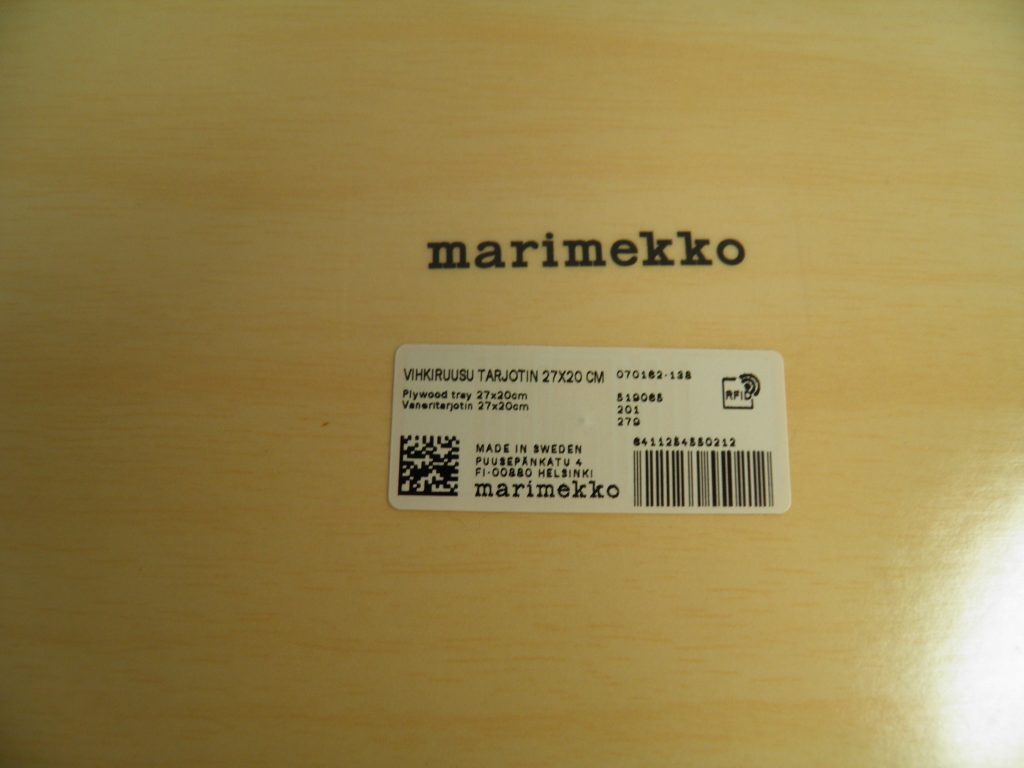 marimekko
VIHKIRUUSU TARJOTIN 27X20 CM 070162-138
Plywood tray 27x20cm 519065
Vaneritarjotin 27x20cm 201
279
RFID
6411254550212
MADE IN SWEDEN
PUUSEPÄNKATU 4
FI-00880 HELSINKI
marimekko